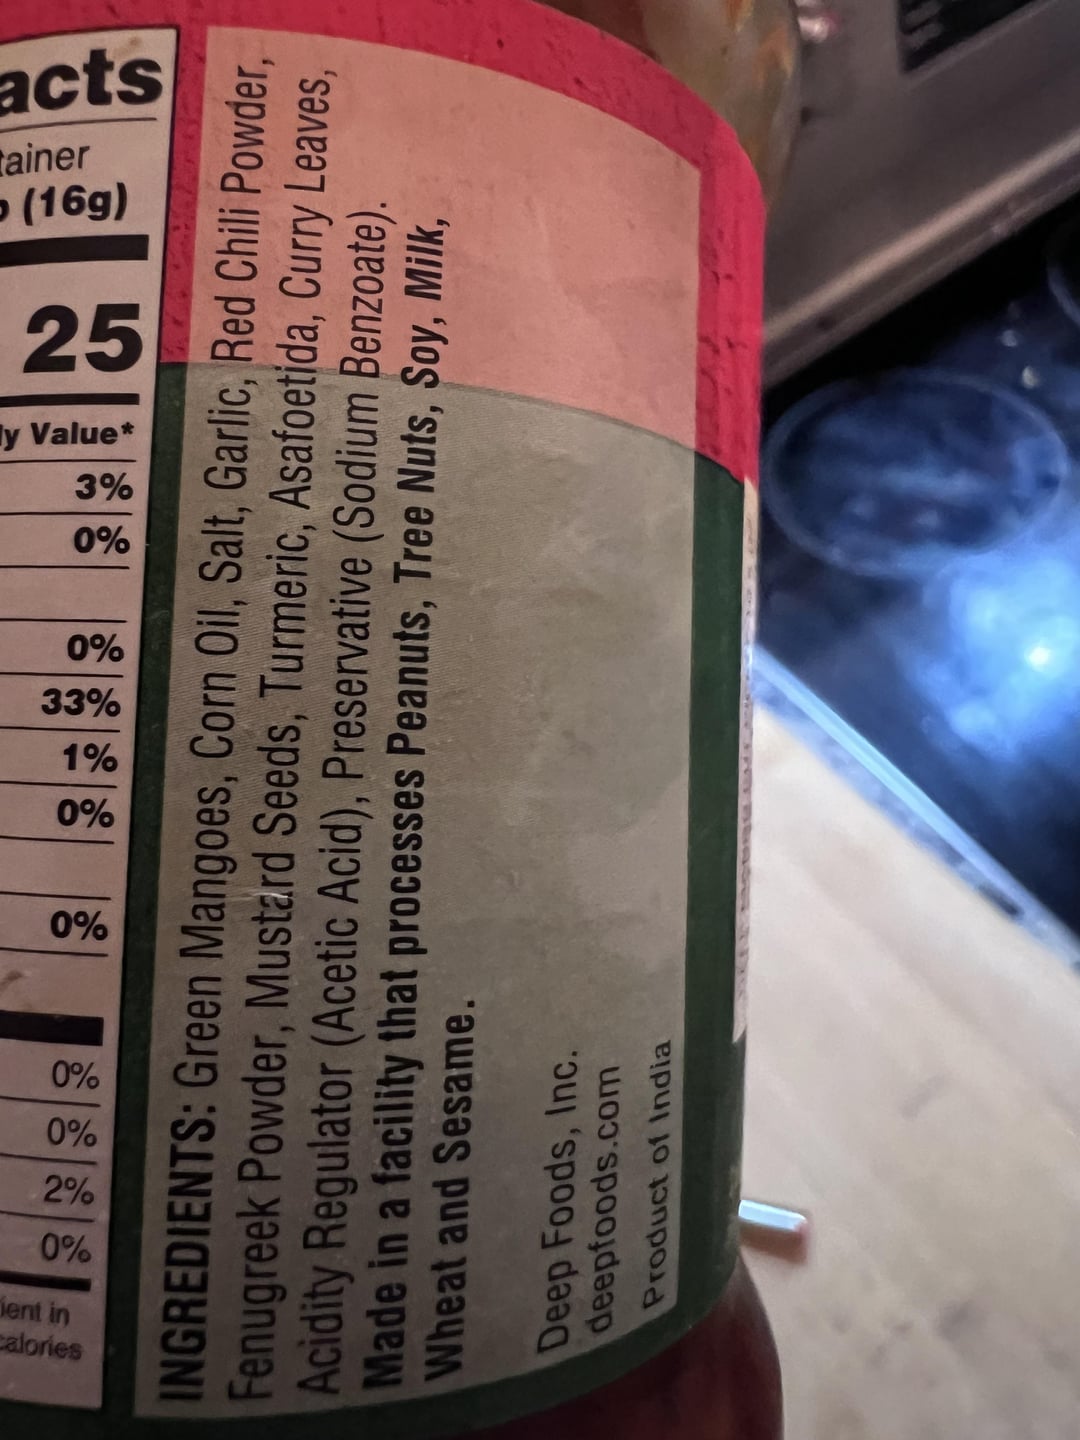 acts
tainer
(16g)
25
Value*
3%
0%
0%
33%
1%
0%
0%
0%
0%
2%
0%
in
calories
INGREDIENTS: Green Mangoes, Corn Oil, Salt, Garlic, Red Chili Powder,
Fenugreek Powder, Mustard Seeds, Turmeric, Asafoetida, Curry Leaves,
Acidity Regulator (Acetic Acid), Preservative (Sodium Benzoate).
Made in a facility that processes Peanuts, Tree Nuts, Soy, Milk,
Wheat and Sesame.
Deep Foods, Inc.
deepfoods.com
Product of India